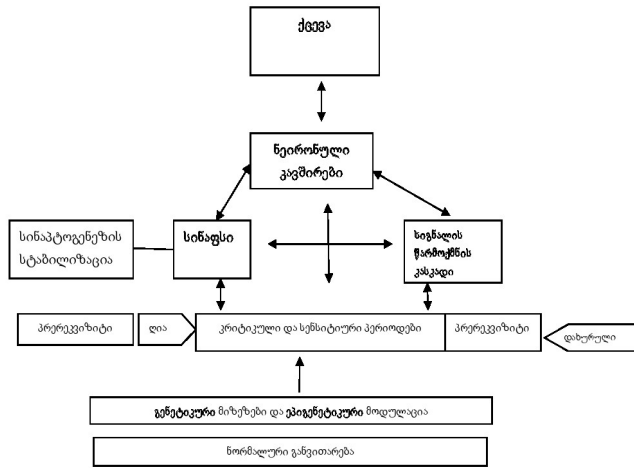 ქცევა
ნეირონული
კავშირები
სინაპტოგენეზის
სტაბილიზაცია
სინაფსი
სიგნალის
წარმოქმნის
კასკადი
პრერეკვიზიტი
ღია
კრიტიკული და სენსიტიური პერიოდები
პრერეკვიზიტი
დახურული
გენეტიკური მიზეზები და ეპიგენეტიკური მოდულაცია
ნორმალური განვითარება